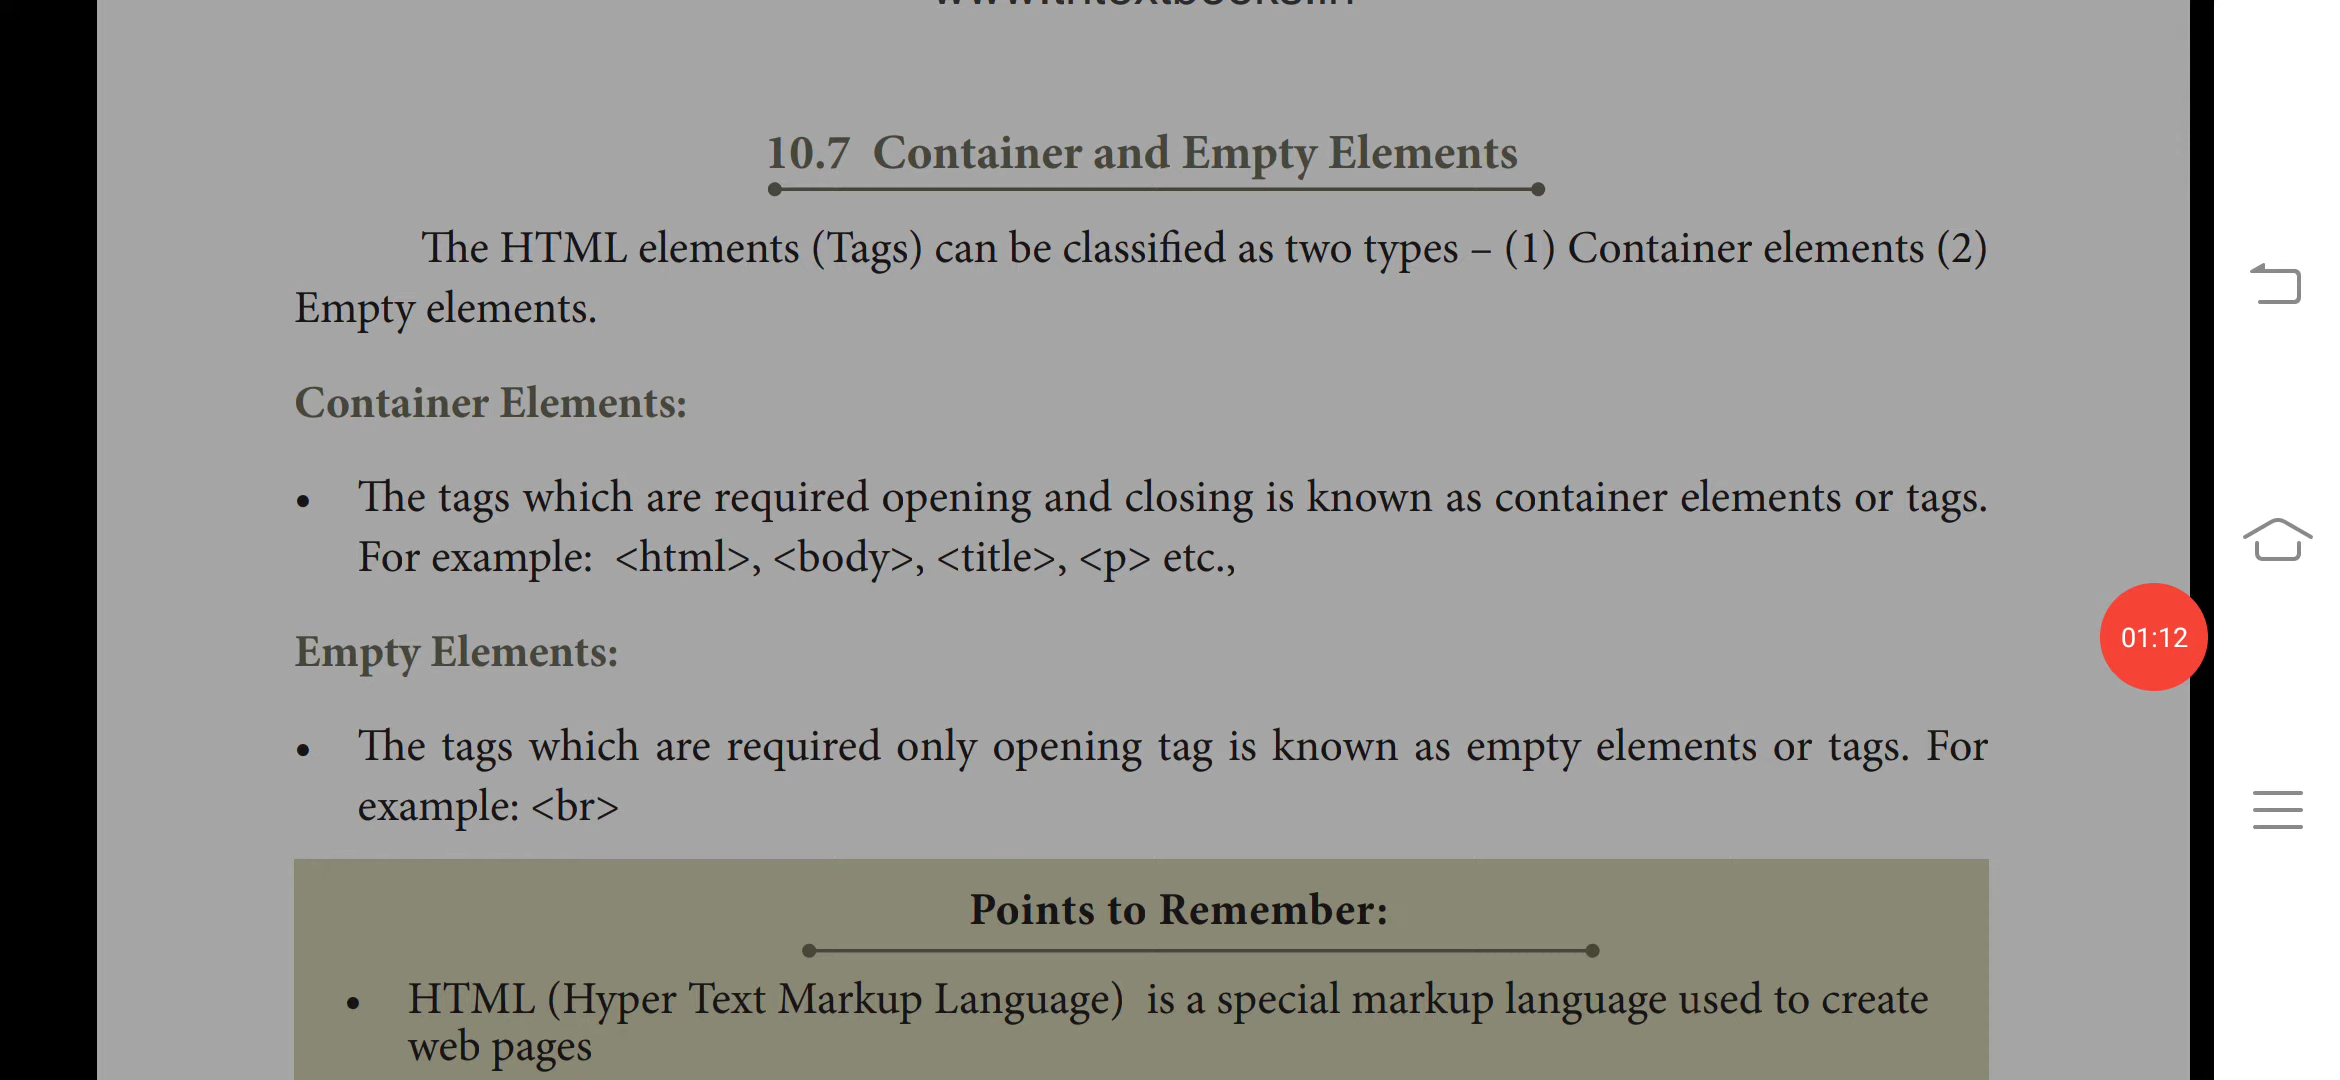 10.7 Container and Empty Elements
The HTML elements (Tags) can be classified as two types – (1) Container elements (2)
Empty elements.
Container Elements:
• The tags which are required opening and closing is known as container elements or tags.
For example: <html>, <body>, <title>, <p> etc.,
Empty Elements:
• The tags which are required only opening tag is known as empty elements or tags. For
example: <br>
01:12
Points to Remember:
• HTML (Hyper Text Markup Language) is a special markup language used to create
web pages